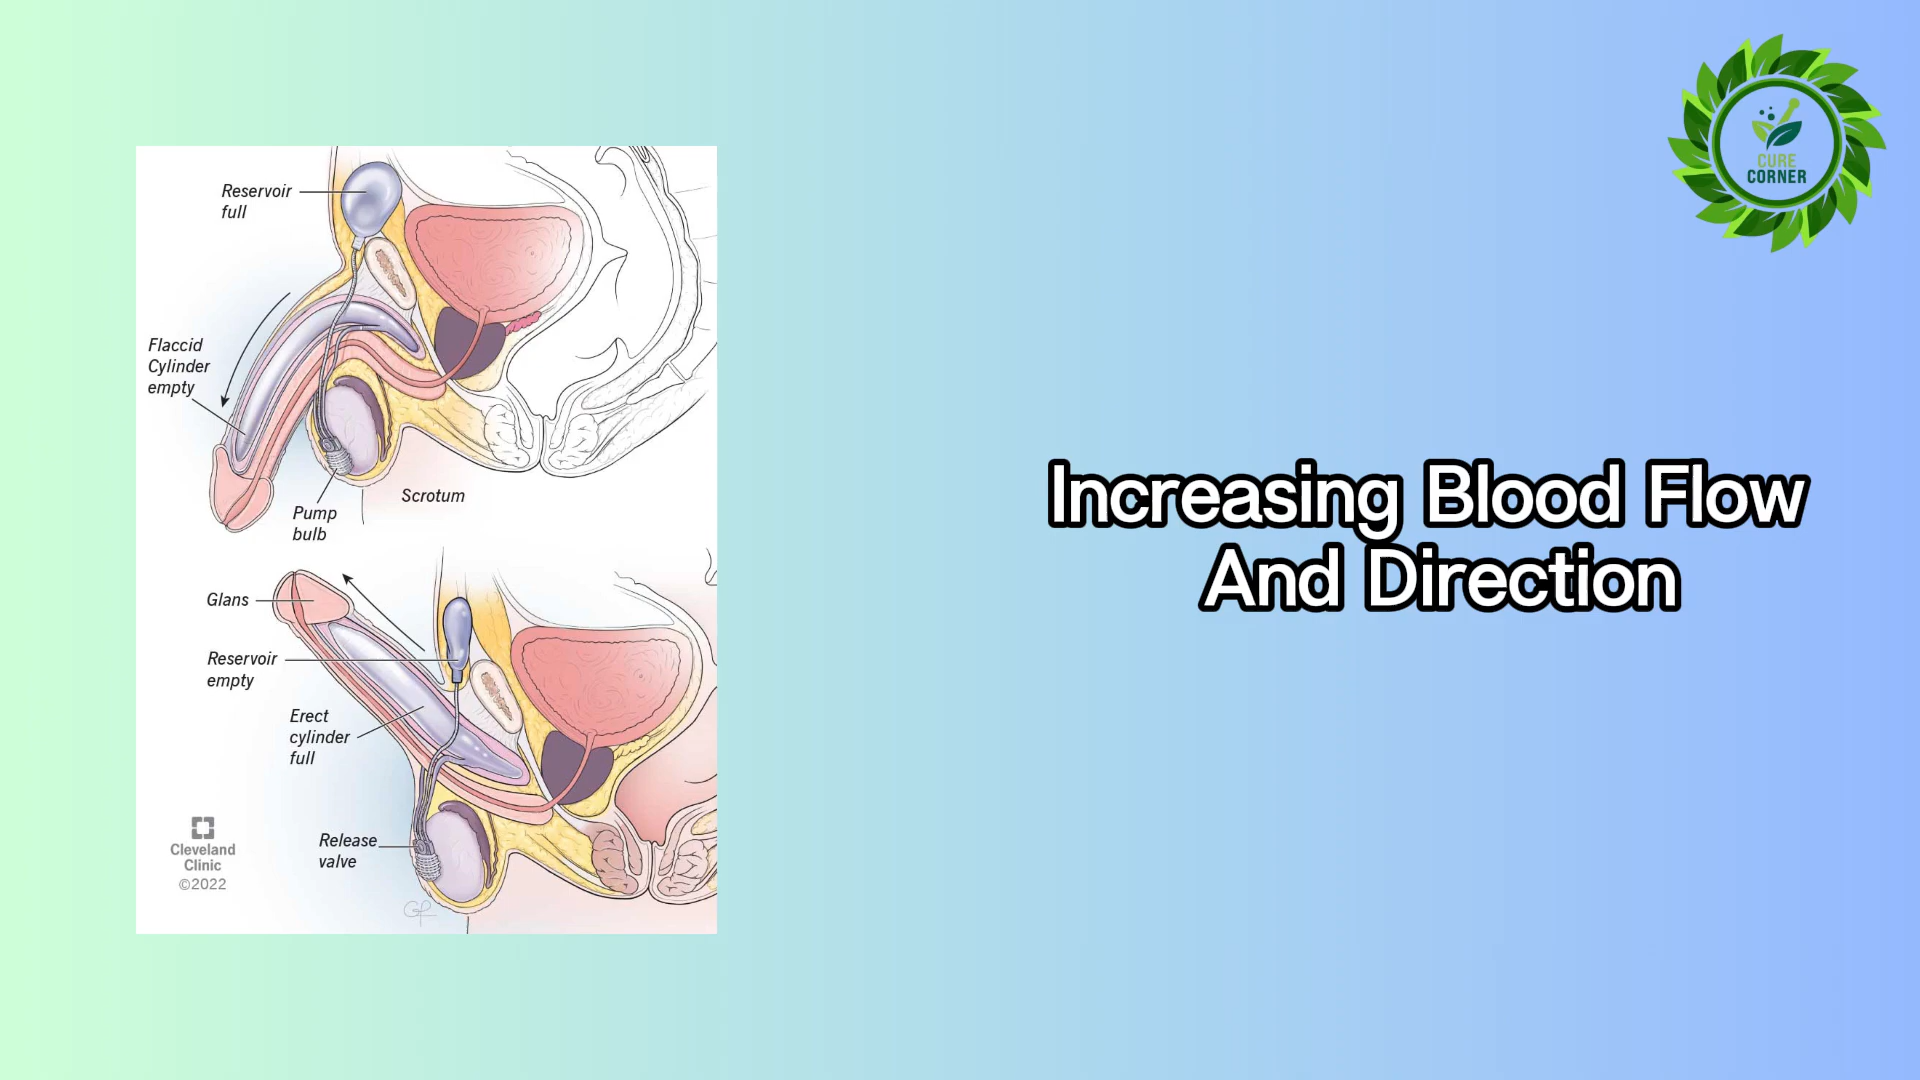 Reservoir
full
Flaccid
Cylinder
empty
Pump
bulb
Scrotum
Glans
Reservoir
empty
Erect
cylinder
full
Release
valve
Cleveland
Clinic
©2022
Increasing Blood Flow
And Direction
CURE
CORNER